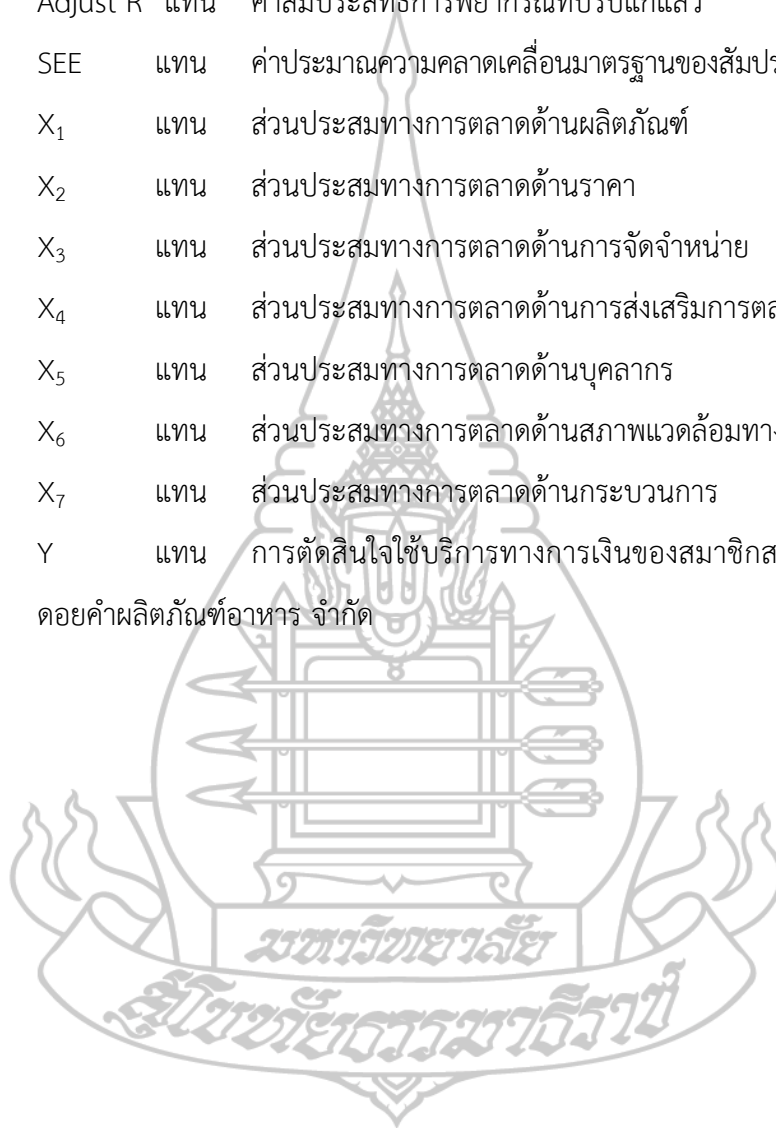 Adjust R แทน ค่าสัมประสิทธิ์การพยากรณ์ที่ปรับแก้แล้ว
SEE แทน ค่าประมาณความคลาดเคลื่อนมาตรฐานของ
X₁ แทน ส่วนประสมทางการตลาดด้านผลิตภัณฑ์
X₂ แทน ส่วนประสมทางการตลาดด้านราคา
X₃ แทน ส่วนประสมทางการตลาดด้านการจัดจำหน่าย
X₄ แทน ส่วนประสมทางการตลาดด้านการส่งเสริมการ
X₅ แทน ส่วนประสมทางการตลาดด้านบุคลากร
X₆ แทน ส่วนประสมทางการตลาดด้านสภาพแวดล้อม
X₇ แทน ส่วนประสมทางการตลาดด้านกระบวนการ
Y แทน การตัดสินใจใช้บริการทางการเงินของสมาชิก
ดอยคำผลิตภัณฑ์อาหาร จำกัด
มหาวิทยาลัย
สุโขทัยธรรมาธิราช